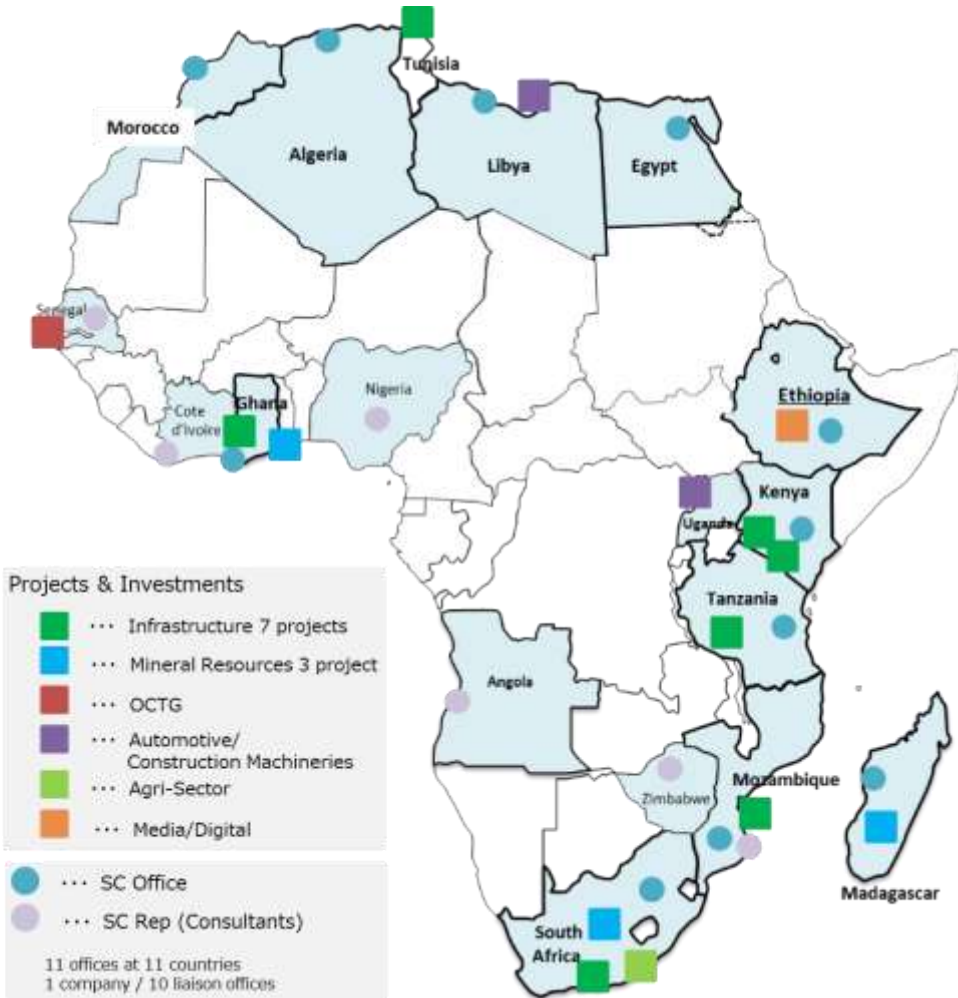 Tunisia
Morocco
Algeria
Libya
Egypt
Senegal
Ghana
Cote
d'Ivoire
Nigeria
Ethiopia
Kenya
Uganda
Tanzania
Angola
Mozambique
Zimbabwe
Madagascar
South
Africa
Projects & Investments
··· Infrastructure 7 projects
··· Mineral Resources 3 project
··· OCTG
··· Automotive/
Construction Machineries
··· Agri-Sector
··· Media/Digital
··· SC Office
··· SC Rep (Consultants)
11 offices at 11 countries
1 company / 10 liaison offices